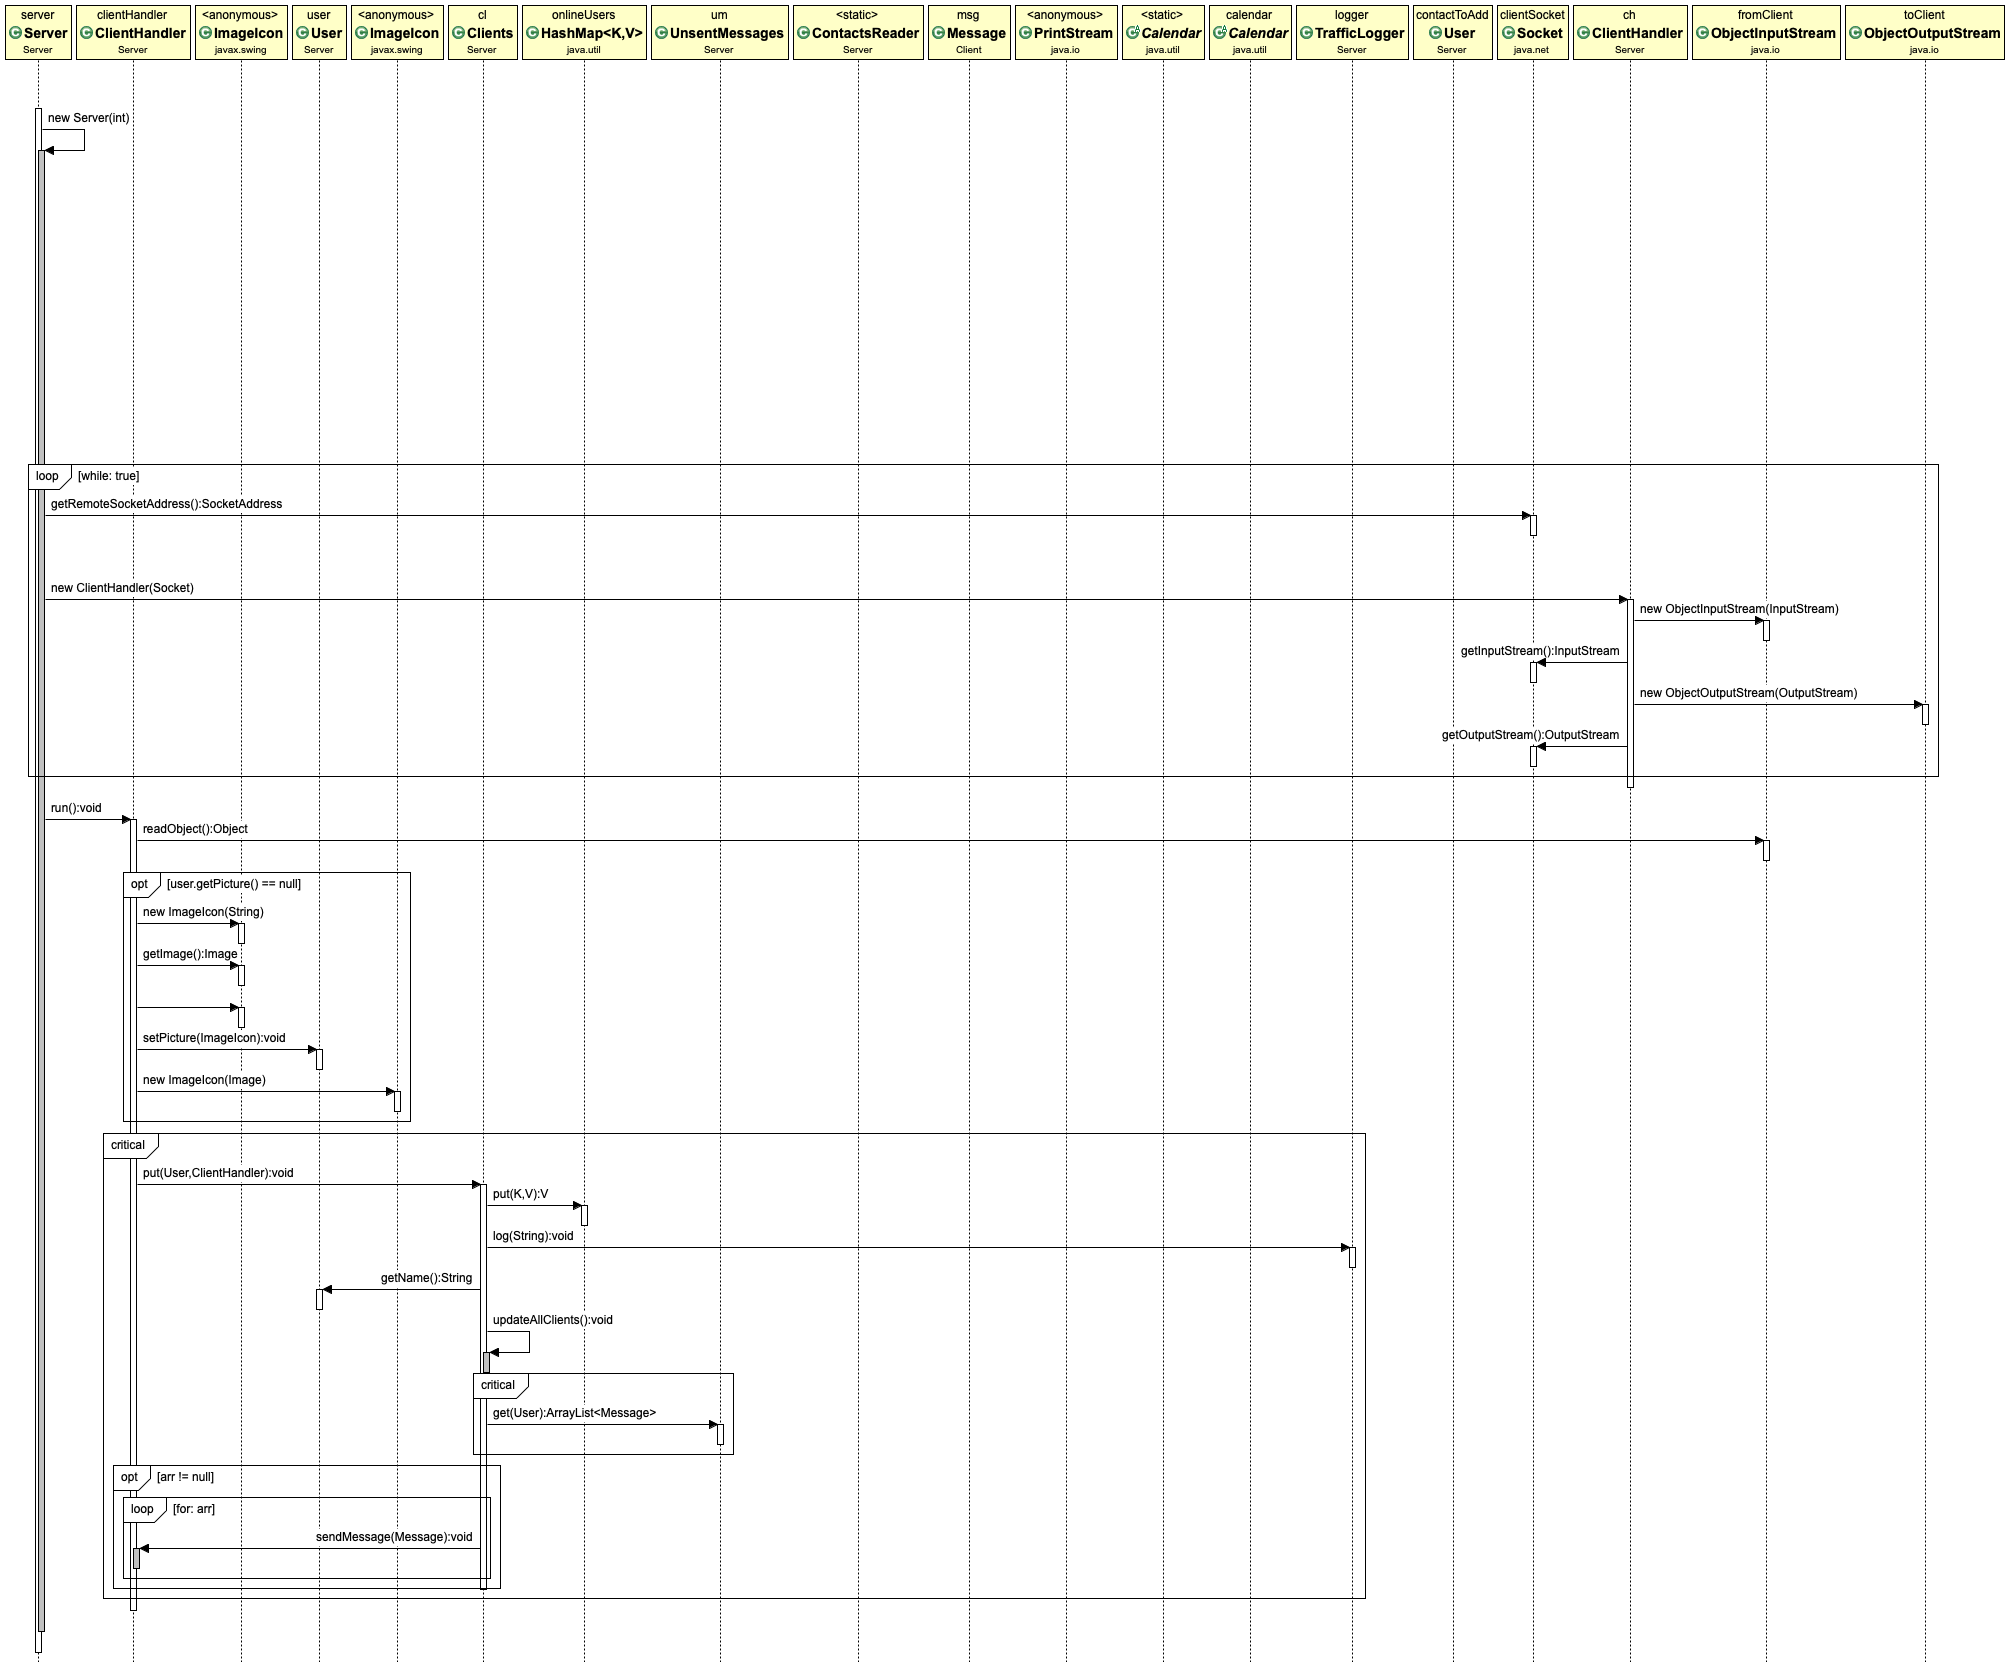 server
Server
Server
clientHandler
ClientHandler
Server
<anonymous>
ImageIcon
javax.swing
user
User
Server
<anonymous>
ImageIcon
javax.swing
cl
Clients
Server
onlineUsers
HashMap<K,V>
java.util
um
UnsentMessages
Server
<static>
ContactsReader
Server
msg
Message
Client
<anonymous>
PrintStream
java.io
<static>
Calendar
java.util
calendar
Calendar
java.util
logger
TrafficLogger
Server
contactToAdd
User
Server
clientSocket
Socket
java.net
ch
ClientHandler
Server
fromClient
ObjectInputStream
java.io
toClient
ObjectOutputStream
java.io
new Server(int)
loop [while: true]
getRemoteSocketAddress():SocketAddress
new ClientHandler(Socket)
new ObjectInputStream(InputStream)
getInputStream():InputStream
new ObjectOutputStream(OutputStream)
getOutputStream():OutputStream
run():void
readObject():Object
opt [user.getPicture() == null]
new ImageIcon(String)
getImage():Image
setPicture(ImageIcon):void
new ImageIcon(Image)
critical
put(User,ClientHandler):void
put(K,V):V
log(String):void
getName():String
updateAllClients():void
critical
get(User):ArrayList<Message>
opt [arr != null]
loop [for: arr]
sendMessage(Message):void